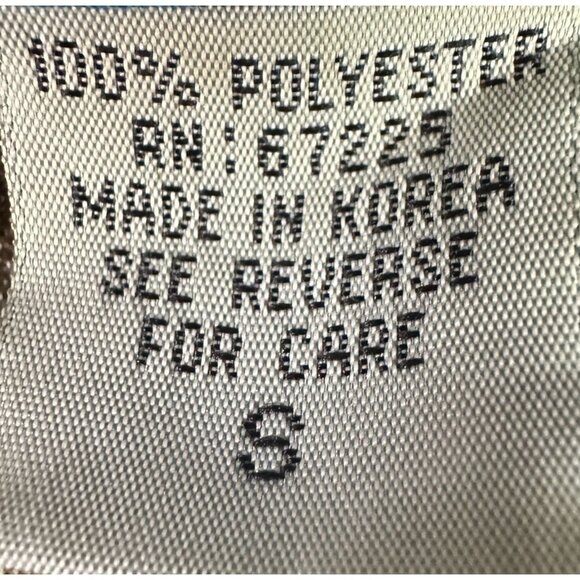 100% POLYESTER
RN: 67225
MADE IN KOREA
SEE REVERSE
FOR CARE
S